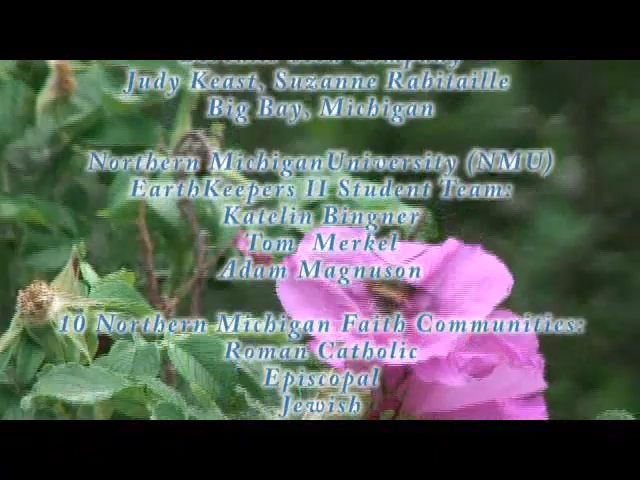 Judy Keast, Suzanne Rabitaille
Big Bay, Michigan
Northern MichiganUniversity (NMU)
EarthKeepers II Student Team:
Katelin Bingner
Tom Merkel
Adam Magnuson
10 Northern Michigan Faith Communities:
Roman Catholic
Episcopal
Jewish